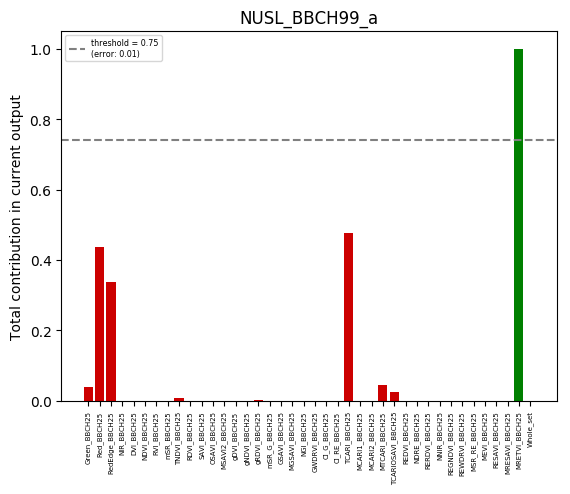 NUSL_BBCH99_a
threshold = 0.75
(error: 0.01)
Total contribution in current output
1.0
0.8
0.6
0.4
0.2
0.0
Green_BBCH25
Red_BBCH25
RedEdge_BBCH25
NIR_BBCH25
DVI_BBCH25
NDVI_BBCH25
RVI_BBCH25
mSR_BBCH25
TNDVI_BBCH25
RDVI_BBCH25
SAVI_BBCH25
OSAVI_BBCH25
MSAVI2_BBCH25
gDVI_BBCH25
gNDVI_BBCH25
gRDVI_BBCH25
mSR_G_BBCH25
GSAVI_BBCH25
MGSAVI_BBCH25
NGI_BBCH25
GWDRVI_BBCH25
CI_G_BBCH25
CI_RE_BBCH25
TCARI_BBCH25
MCARI1_BBCH25
MCARI2_BBCH25
MTCARI_BBCH25
TCARIOSAVI_BBCH25
REDVI_BBCH25
NDRE_BBCH25
RERDVI_BBCH25
NNIR_BBCH25
REGNDVI_BBCH25
REWDRVI_BBCH25
MSR_RE_BBCH25
MEVI_BBCH25
RESAVI_BBCH25
MRESAVI_BBCH25
MRETVI_BBCH25
Whole_set